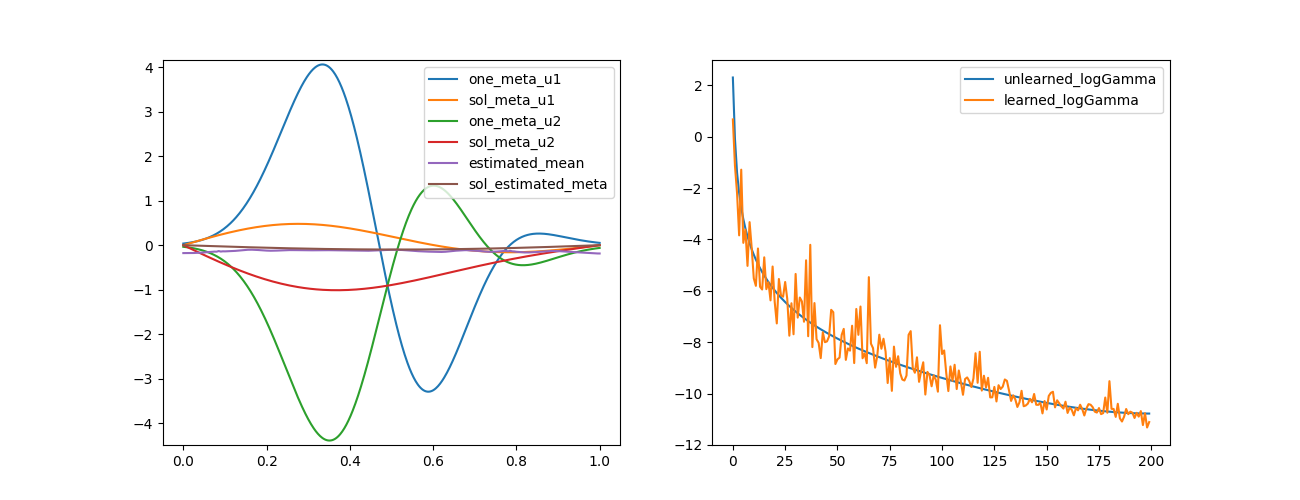 4
3
2
1
0
−1
−2
−3
−4
0.0 0.2 0.4 0.6 0.8 1.0
one_meta_u1
sol_meta_u1
one_meta_u2
sol_meta_u2
estimated_mean
sol_estimated_meta
2
0
−2
−4
−6
−8
−10
−12
0 25 50 75 100 125 150 175 200
unlearned_logGamma
learned_logGamma